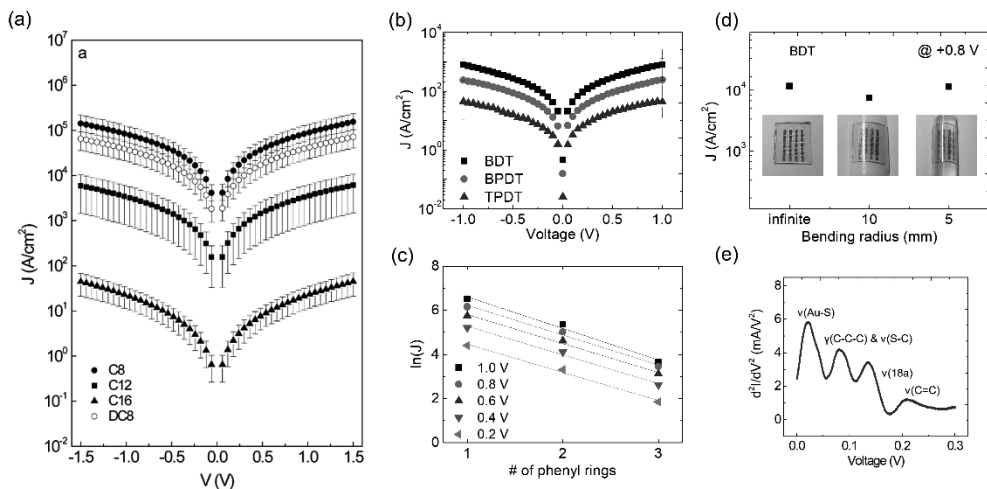 (a)
a
J (A/cm²)
10⁷
10⁶
10⁵
10⁴
10³
10²
10¹
10⁰
10⁻¹
10⁻²
C8
C12
C16
DC8
-1.5 -1.0 -0.5 0.0 0.5 1.0 1.5
V (V)
(b)
J (A/cm²)
10⁴
10²
10⁰
10⁻²
BDT
BPDT
TPDT
-1.0 -0.5 0.0 0.5 1.0
Voltage (V)
(c)
ln(J)
8
6
4
2
0
1.0 V
0.8 V
0.6 V
0.4 V
0.2 V
1 2 3
# of phenyl rings
(d)
J (A/cm²)
10⁵
10⁴
10³
BDT @ +0.8 V
infinite 10 5
Bending radius (mm)
(e)
d²I/dV² (mA/V²)
6
4
2
0
ν(Au-S)
γ(C-C-C) & ν(S-C)
ν(18a)
ν(C=C)
0.0 0.1 0.2 0.3
Voltage (V)